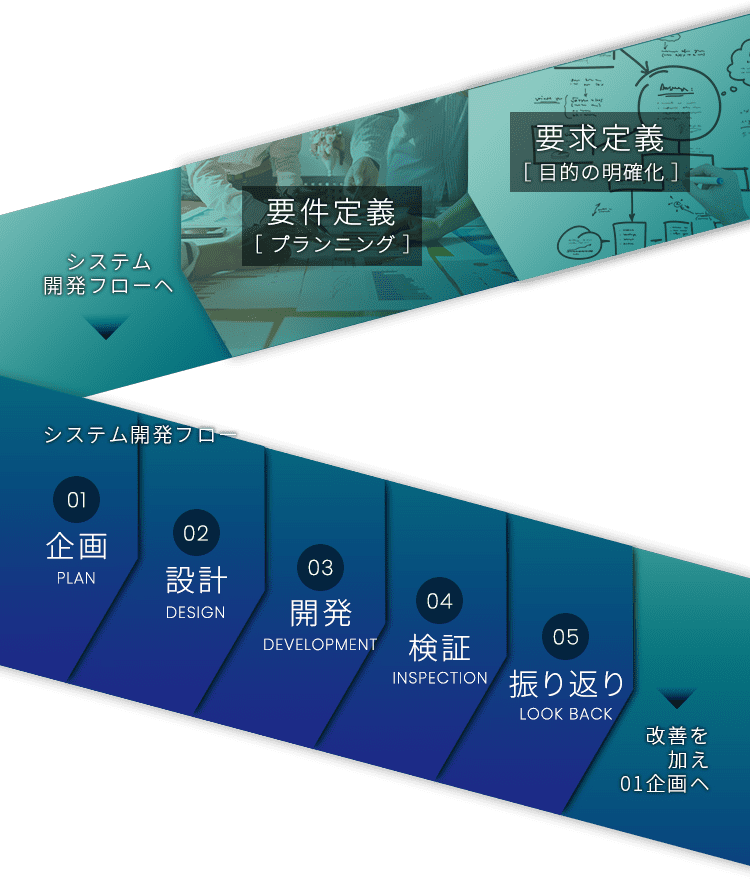 要求定義
[ 目的の明確化 ]
要件定義
[ プランニング ]
システム
開発フローへ
システム開発フロー
01
企画
PLAN
02
設計
DESIGN
03
開発
DEVELOPMENT
04
検証
INSPECTION
05
振り返り
LOOK BACK
改善を
加え
01企画へ